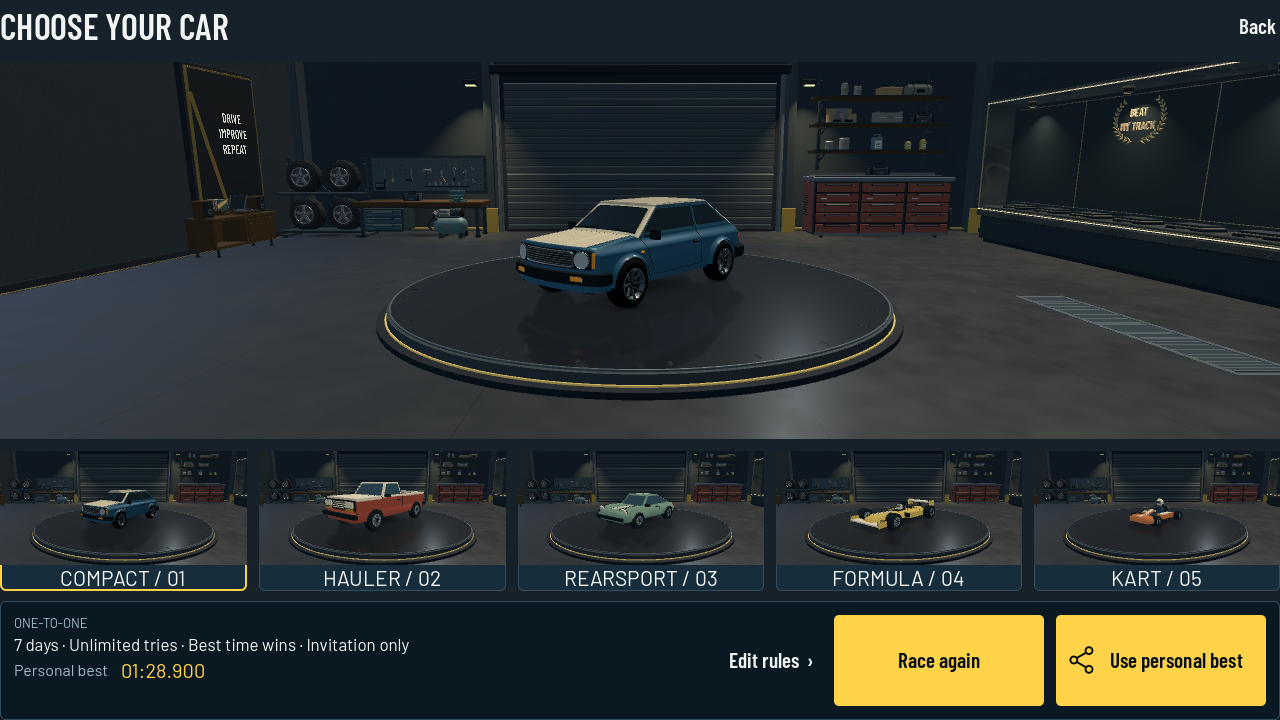 CHOOSE YOUR CAR
Back
DRIVE
IMPROVE
REPEAT
BEAT
MY TRACK
COMPACT / 01
HAULER / 02
REARSPORT / 03
FORMULA / 04
KART / 05
ONE-TO-ONE
7 days · Unlimited tries · Best time wins · Invitation only
Personal best 01:28.900
Edit rules ›
Race again
Use personal best